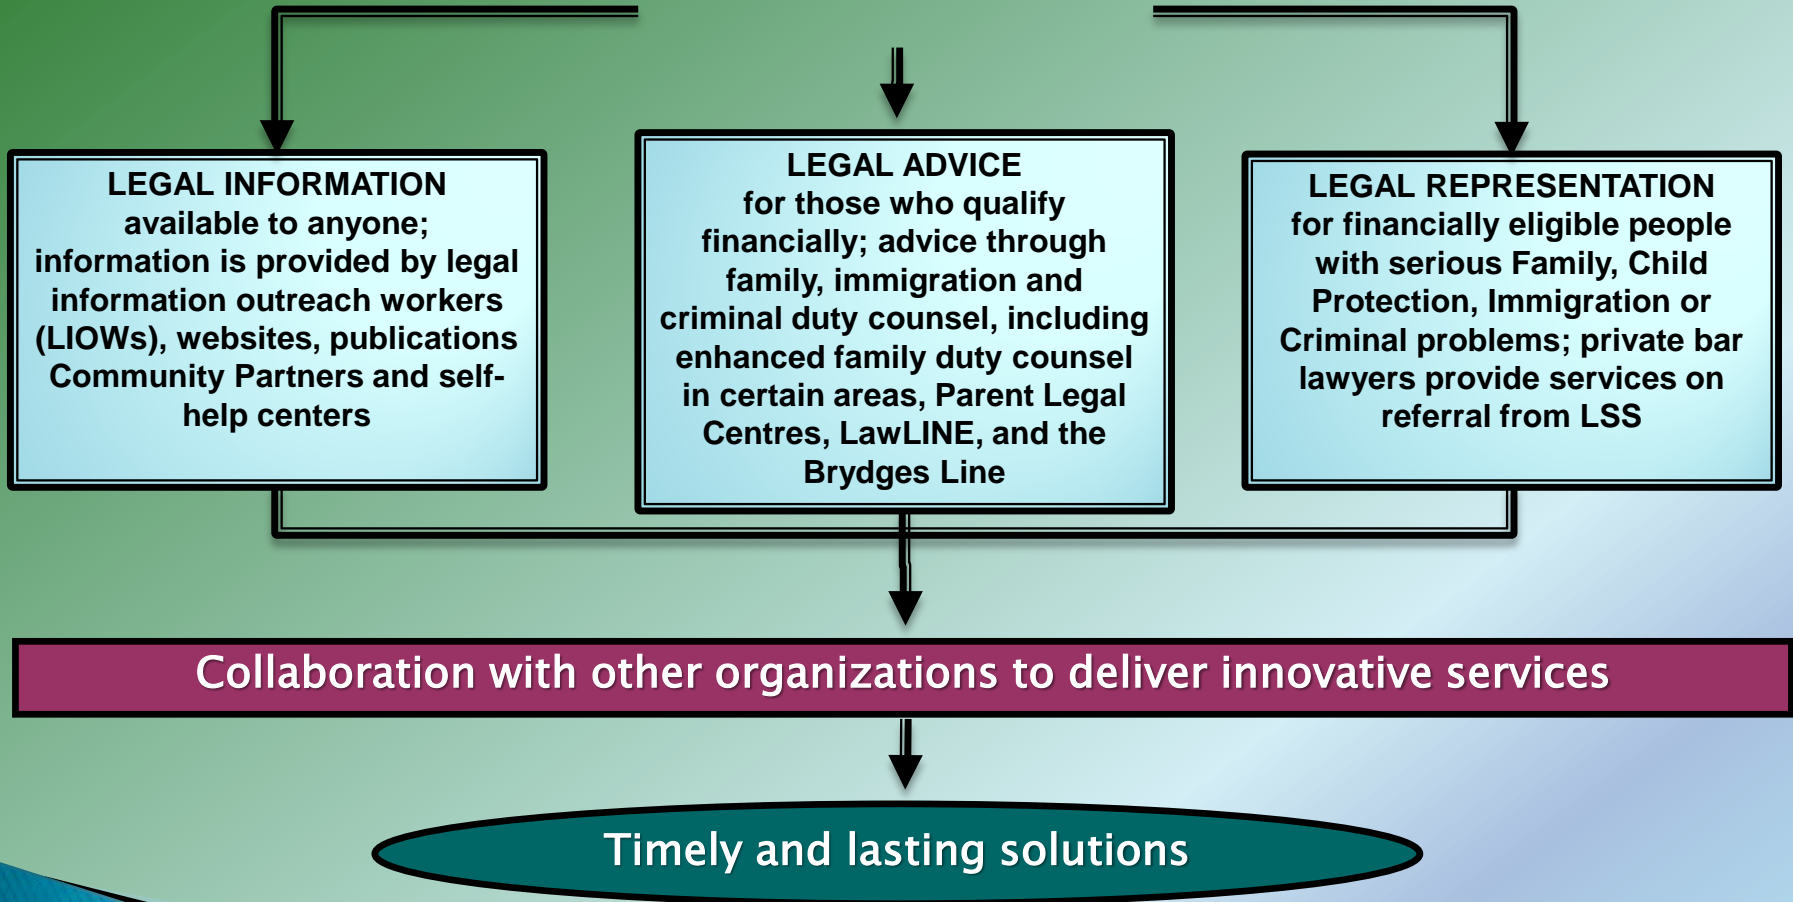 LEGAL INFORMATION
available to anyone;
information is provided by legal
information outreach workers
(LIOWs), websites, publications
Community Partners and self-
help centers
LEGAL ADVICE
for those who qualify
financially; advice through
family, immigration and
criminal duty counsel, including
enhanced family duty counsel
in certain areas, Parent Legal
Centres, LawLINE, and the
Brydges Line
LEGAL REPRESENTATION
for financially eligible people
with serious Family, Child
Protection, Immigration or
Criminal problems; private bar
lawyers provide services on
referral from LSS
Collaboration with other organizations to deliver innovative services
Timely and lasting solutions